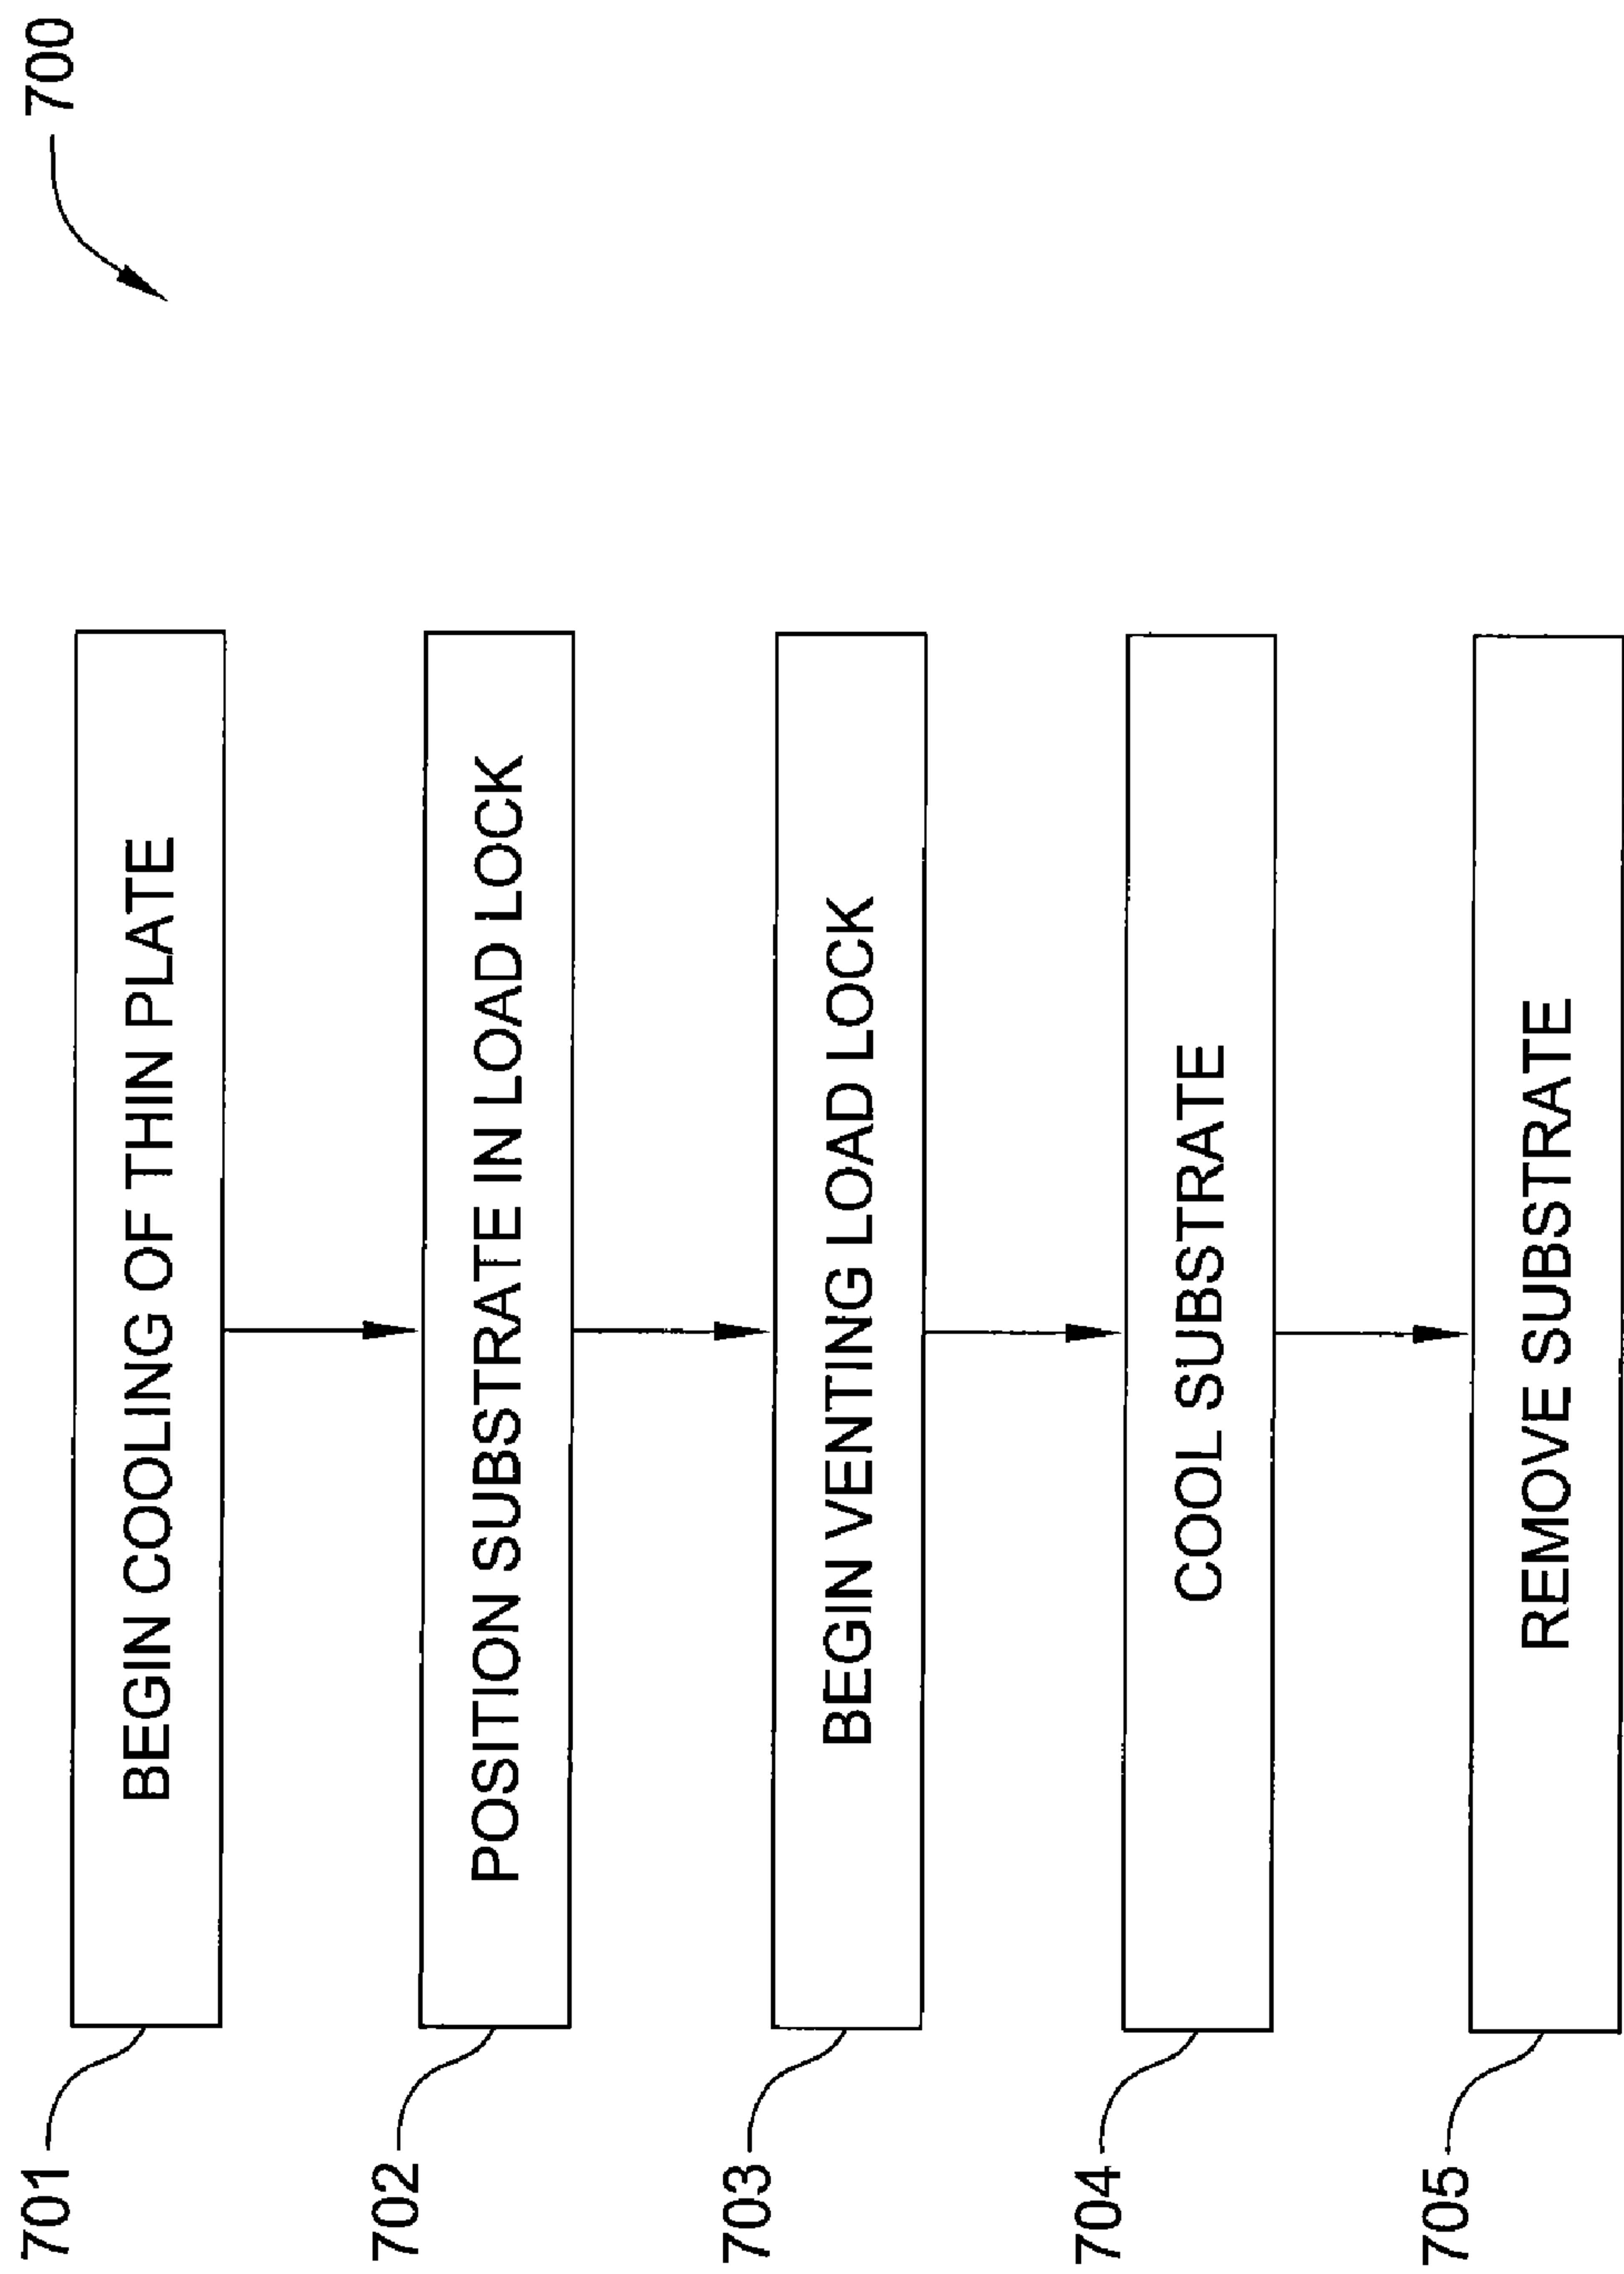 700
701
BEGIN COOLING OF THIN PLATE
702
POSITION SUBSTRATE IN LOAD LOCK
703
BEGIN VENTING LOAD LOCK
704
COOL SUBSTRATE
705
REMOVE SUBSTRATE